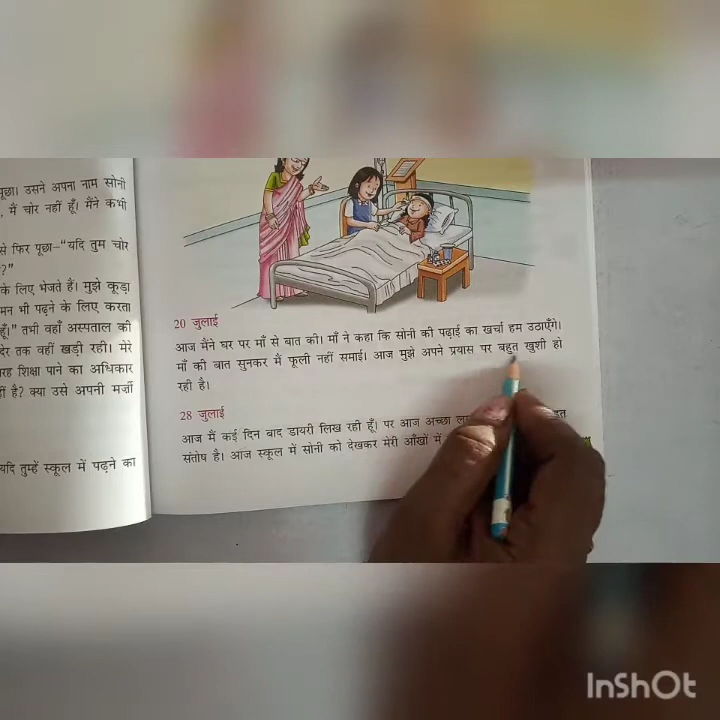 पूछा। उसने अपना नाम सोनी
, मैं चोर नहीं हूँ। मैंने कभी
से फिर पूछा–“यदि तुम चोर
?”
के लिए भेजते हैं। मुझे कूड़ा
मन भी पढ़ने के लिए करता
हूँ।” तभी वहाँ अस्पताल की
देर तक वहीं खड़ी रही। मेरे
रह शिक्षा पाने का अधिकार
हीं है? क्या उसे अपनी मर्ज़ी
यदि तुम्हें स्कूल में पढ़ने का
20 जुलाई
आज मैंने घर पर माँ से बात की। माँ ने कहा कि सोनी की पढ़ाई का खर्चा हम उठाएँगे।
माँ की बात सुनकर मैं फूली नहीं समाई। आज मुझे अपने प्रयास पर बहुत खुशी हो
रही है।
28 जुलाई
आज मैं कई दिन बाद डायरी लिख रही हूँ। पर आज अच्छा
संतोष है। आज स्कूल में सोनी को देखकर मेरी आँखों में
InShOt